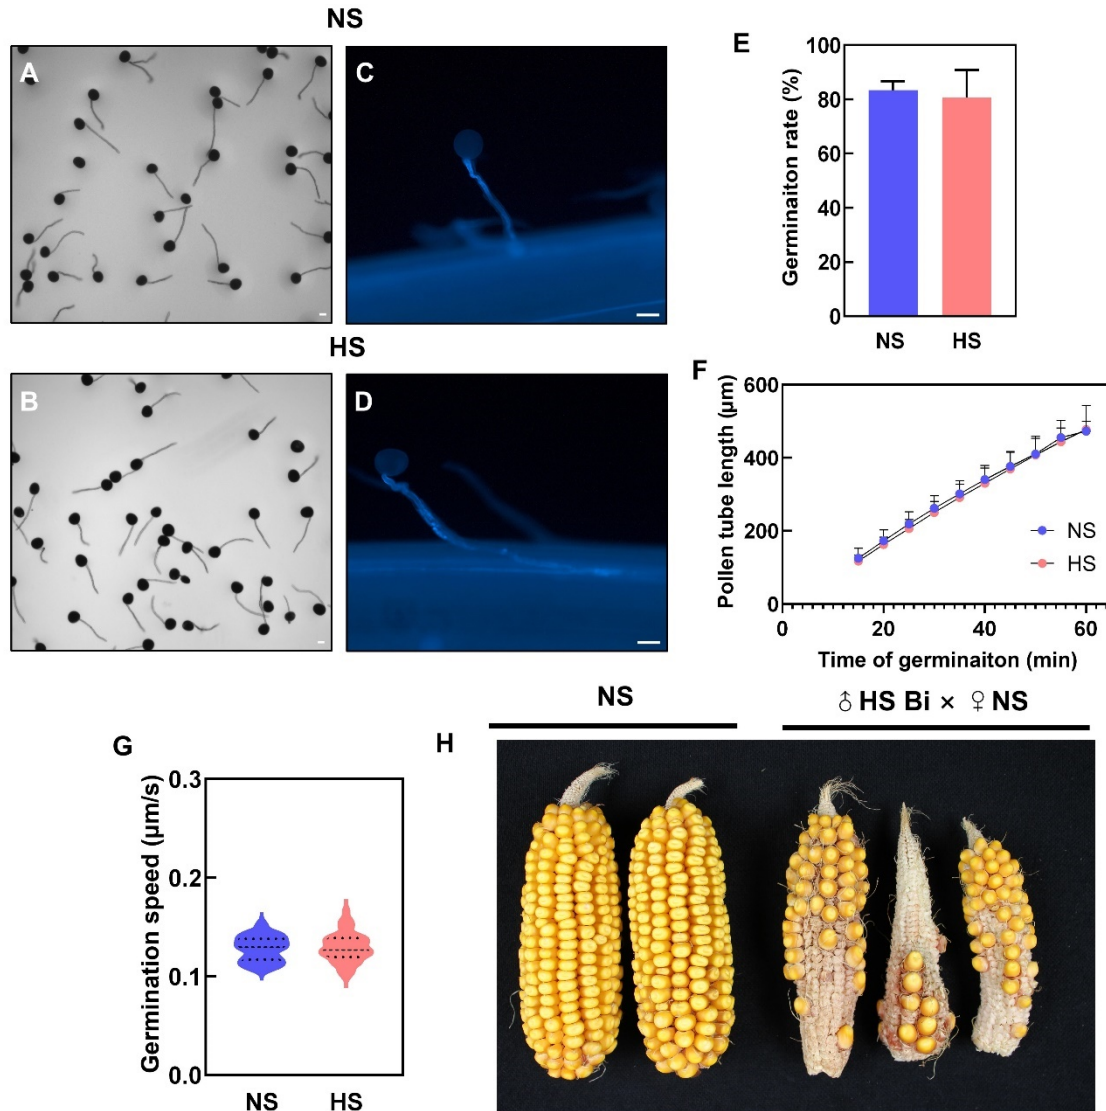 NS
A
C
HS
B
D
E
Germinaiton rate (%)
100
80
60
40
20
0
NS
HS
F
Pollen tube length (µm)
600
400
200
0
NS
HS
0
20
40
60
Time of germinaiton (min)
G
Germination speed (µm/s)
0.3
0.2
0.1
0.0
NS
HS
H
NS
♂ HS Bi × ♀ NS